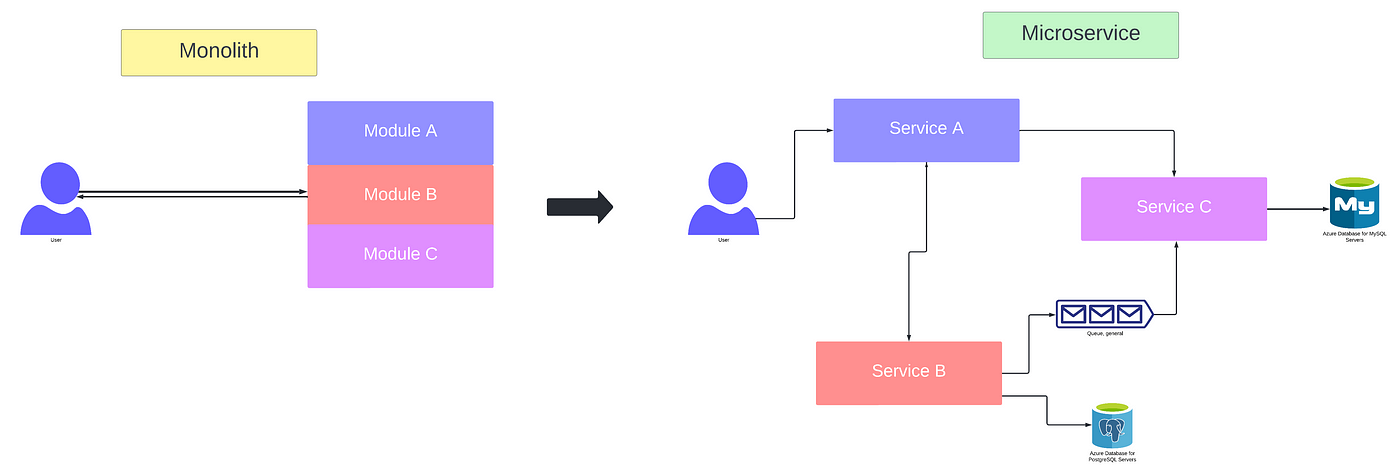 Monolith
Microservice
Module A
Module B
Module C
User
Service A
Service B
Service C
User
My
Azure Database for MySQL
Servers
Queue, general
Azure Database for
PostgreSQL Servers